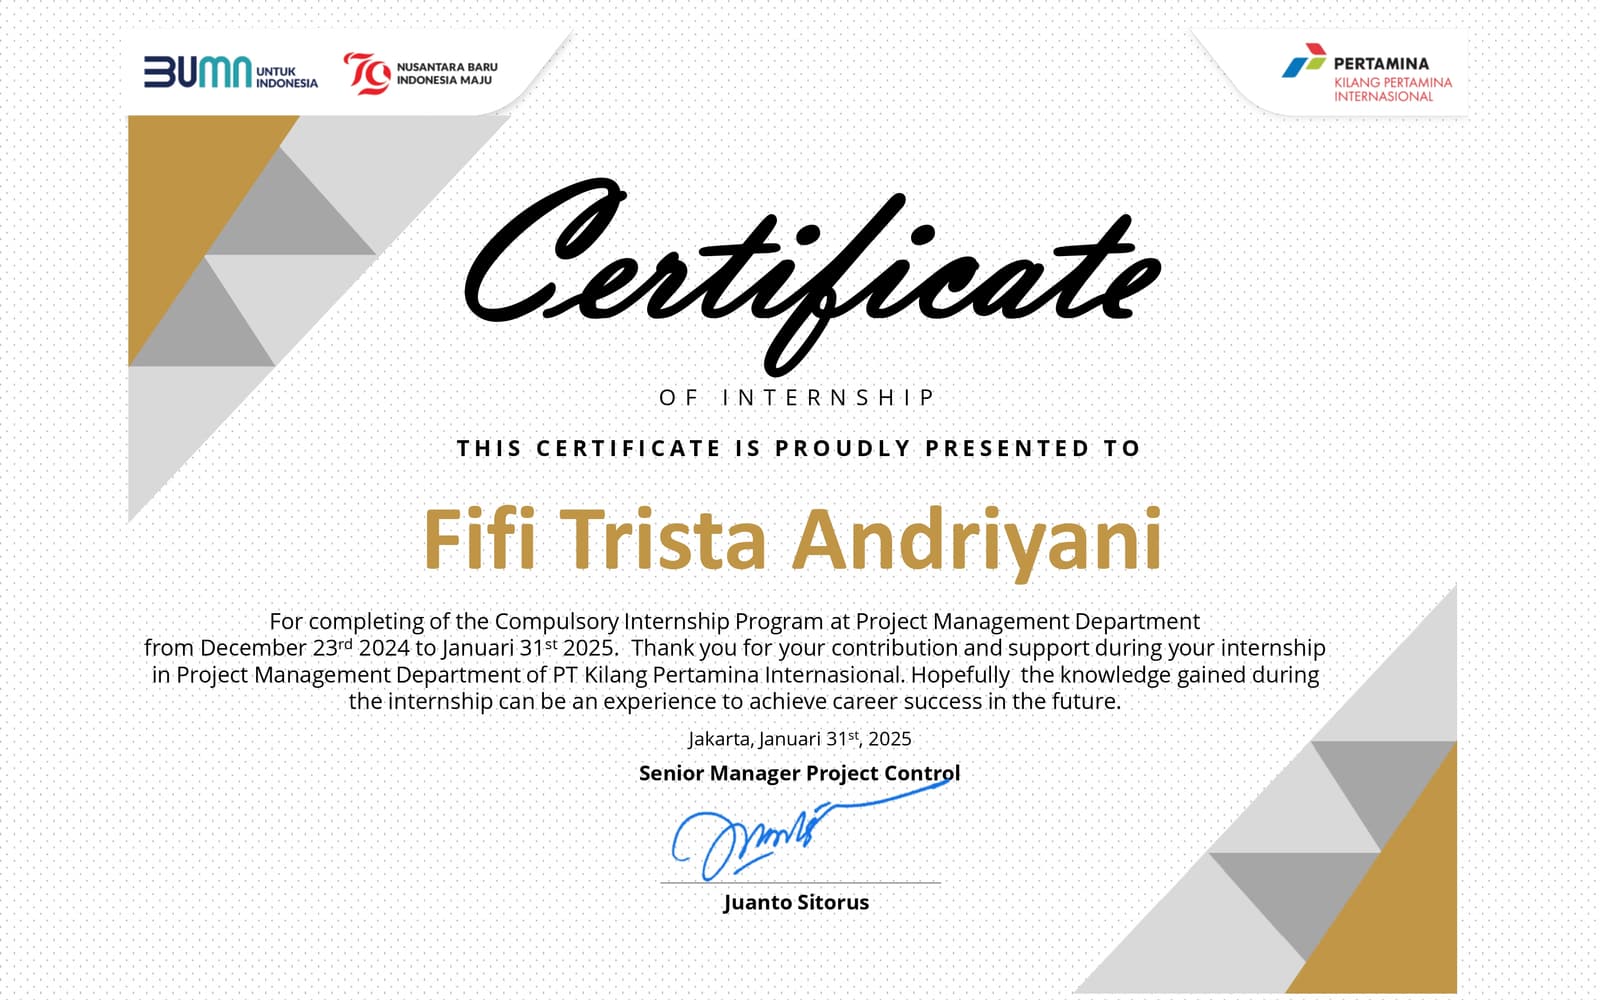 BUMN UNTUK INDONESIA
79 NUSANTARA BARU INDONESIA MAJU
PERTAMINA
KILANG PERTAMINA
INTERNASIONAL
Certificate
OF INTERNSHIP
THIS CERTIFICATE IS PROUDLY PRESENTED TO
Fifi Trista Andriyani
For completing of the Compulsory Internship Program at Project Management Department
from December 23rd 2024 to Januari 31st 2025. Thank you for your contribution and support during your internship
in Project Management Department of PT Kilang Pertamina Internasional. Hopefully the knowledge gained during
the internship can be an experience to achieve career success in the future.
Jakarta, Januari 31st, 2025
Senior Manager Project Control
Juanto Sitorus